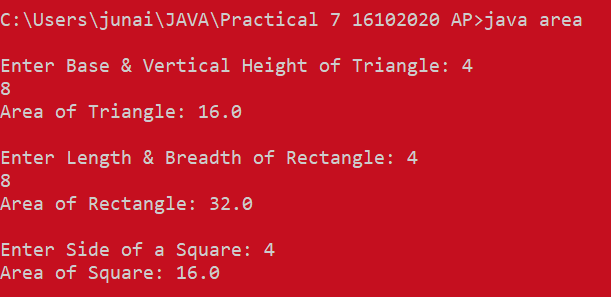 C:\Users\junai\JAVA\Practical 7 16102020 AP>java area
Enter Base & Vertical Height of Triangle: 4
8
Area of Triangle: 16.0
Enter Length & Breadth of Rectangle: 4
8
Area of Rectangle: 32.0
Enter Side of a Square: 4
Area of Square: 16.0